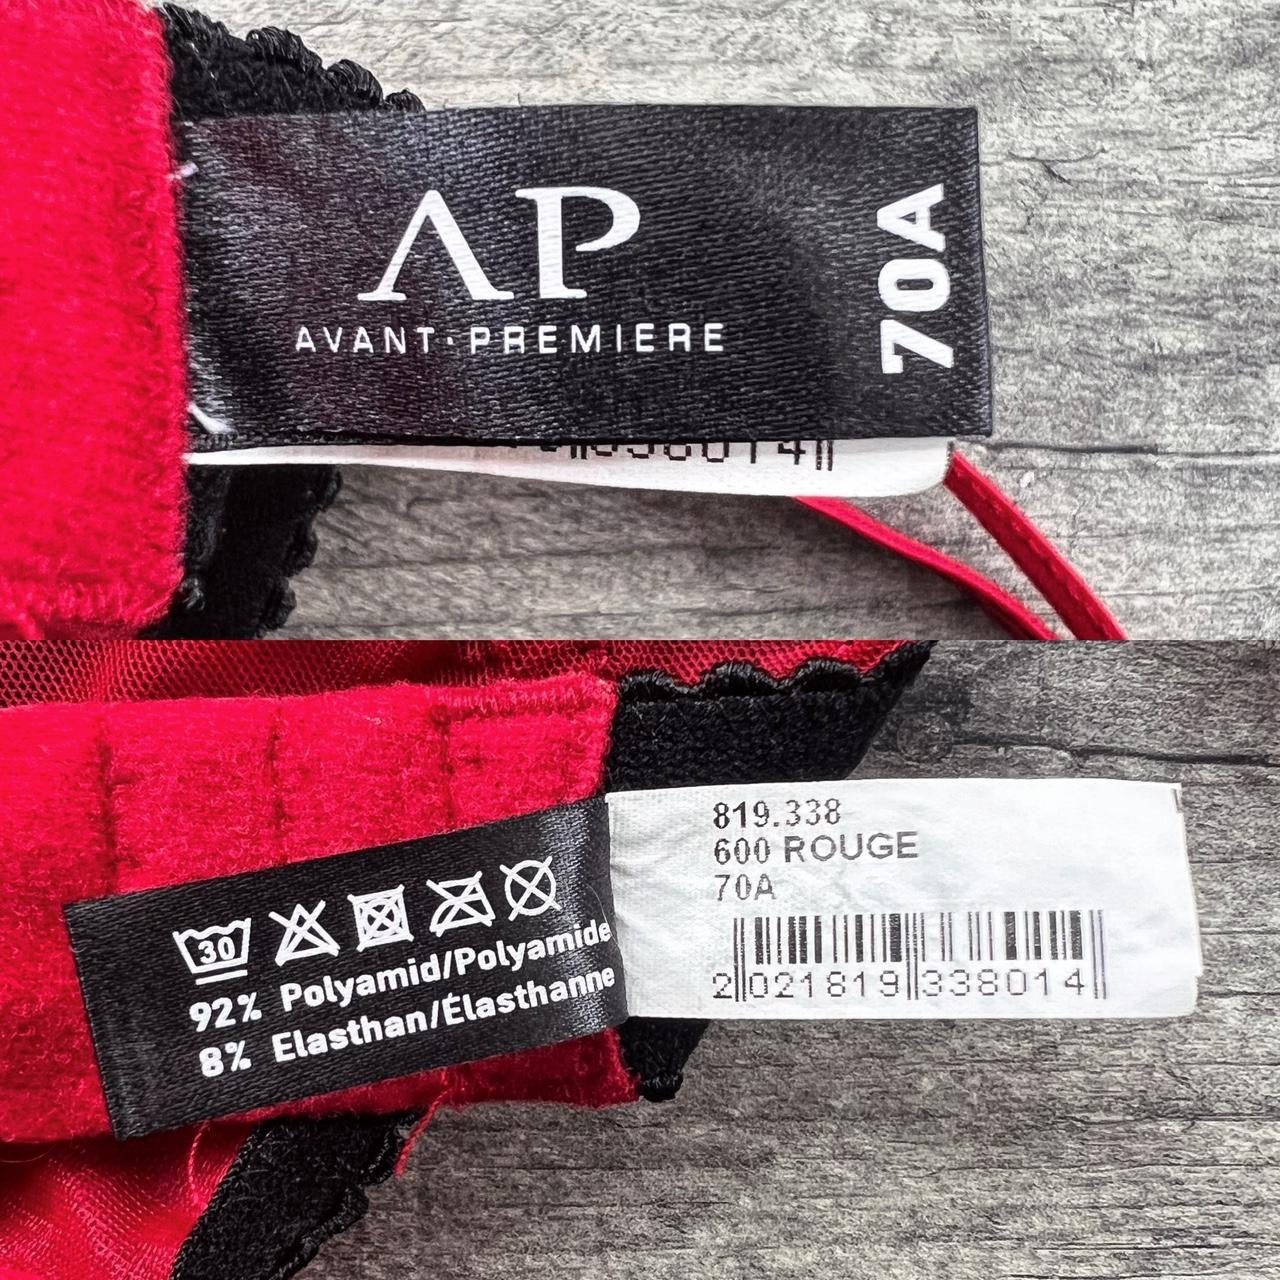 AP
AVANT·PREMIERE
70A
338014
30
92% Polyamid/Polyamide
8% Elasthan/Élasthanne
819.338
600 ROUGE
70A
2 021819 338014